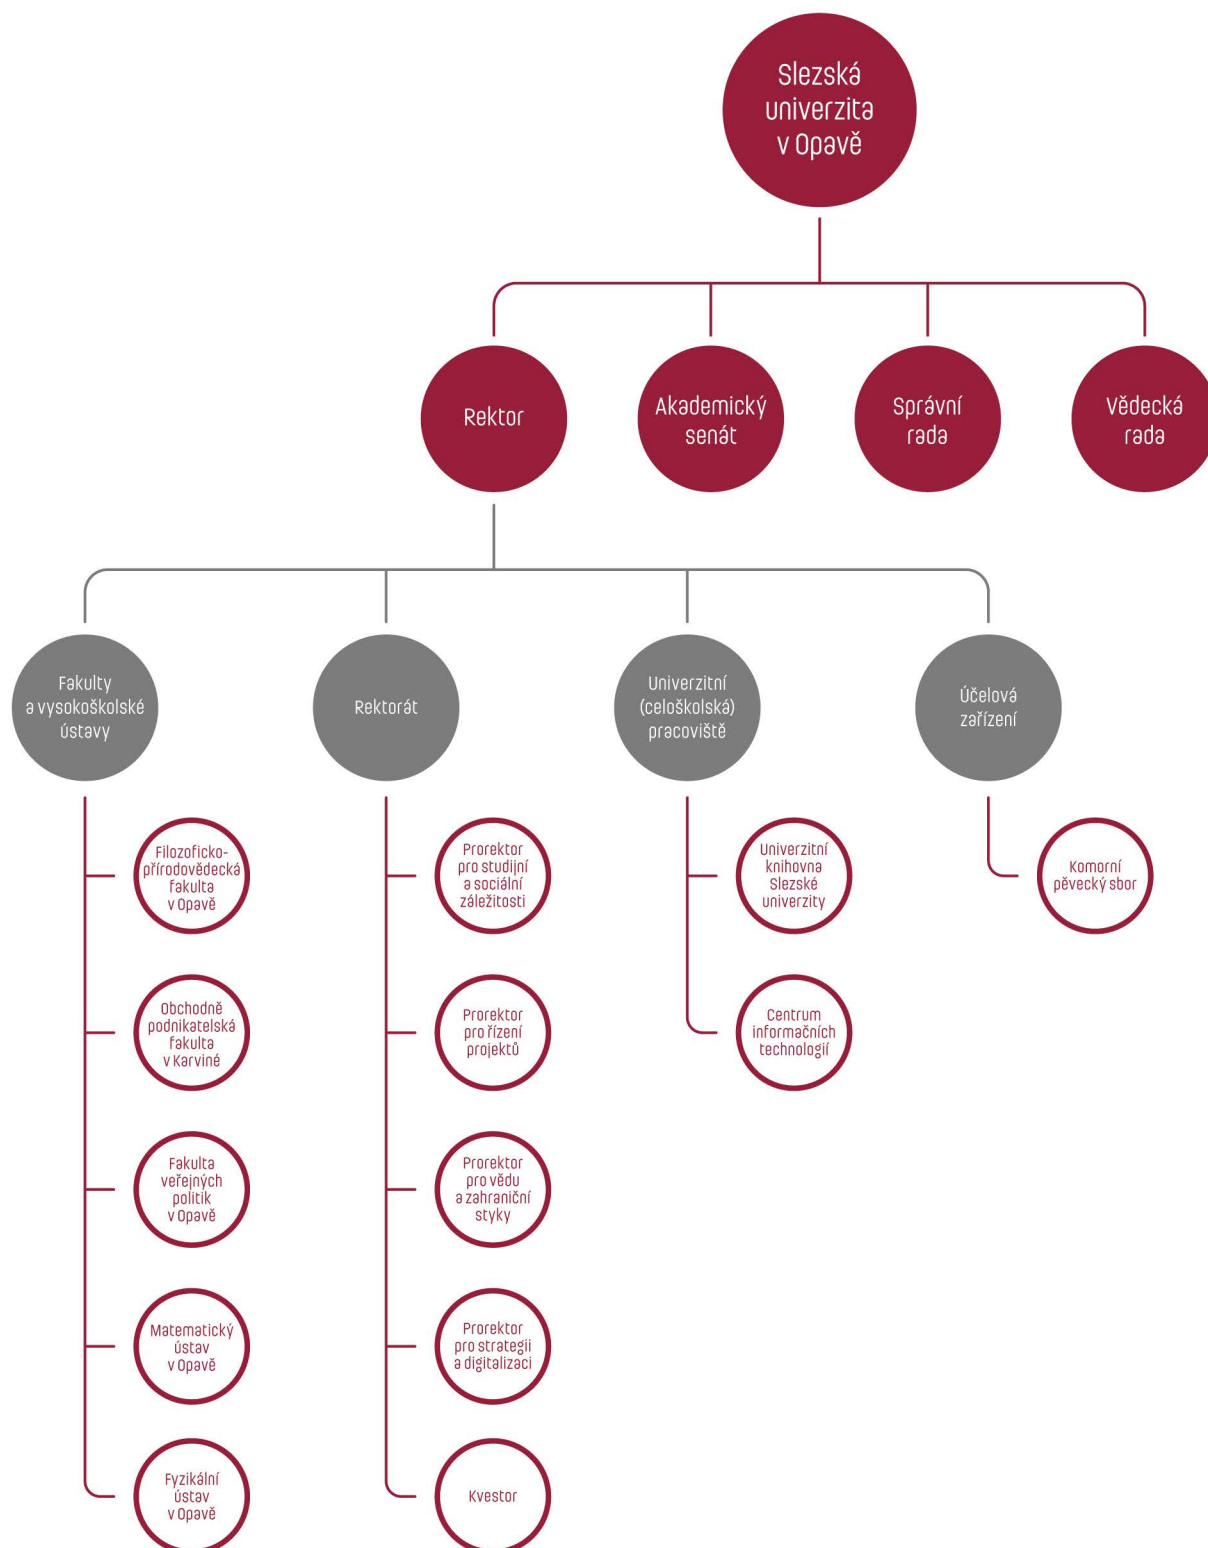 Slezská
univerzita
v Opavě
Rektor
Akademický
senát
Správní
rada
Vědecká
rada
Fakulty
a vysokoškolské
ústavy
Rektorát
Univerzitní
(celoškolská)
pracoviště
Účelová
zařízení
Filozoficko-
přírodovědecká
fakulta
v Opavě
Obchodně
podnikatelská
fakulta
v Karviné
Fakulta
veřejných
politik
v Opavě
Matematický
ústav
v Opavě
Fyzikální
ústav
v Opavě
Prorektor
pro studijní
a sociální
záležitosti
Prorektor
pro řízení
projektů
Prorektor
pro vědu
a zahraniční
styky
Prorektor
pro strategii
a digitalizaci
Kvestor
Univerzitní
knihovna
Slezské
univerzity
Centrum
informačních
technologií
Komorní
pěvecký sbor